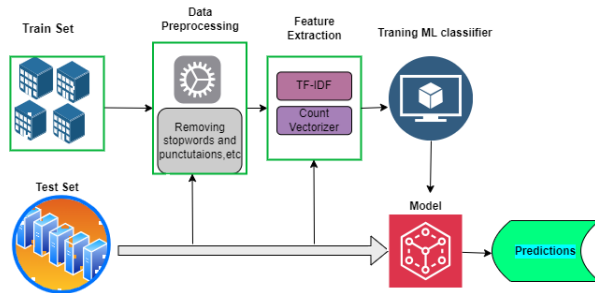 Train Set
Data
Preprocessing
Feature
Extraction
Traning ML classiifier
TF-IDF
Count
Vectorizer
Removing
stopwords and
punctutaions,etc
Test Set
Model
Predictions